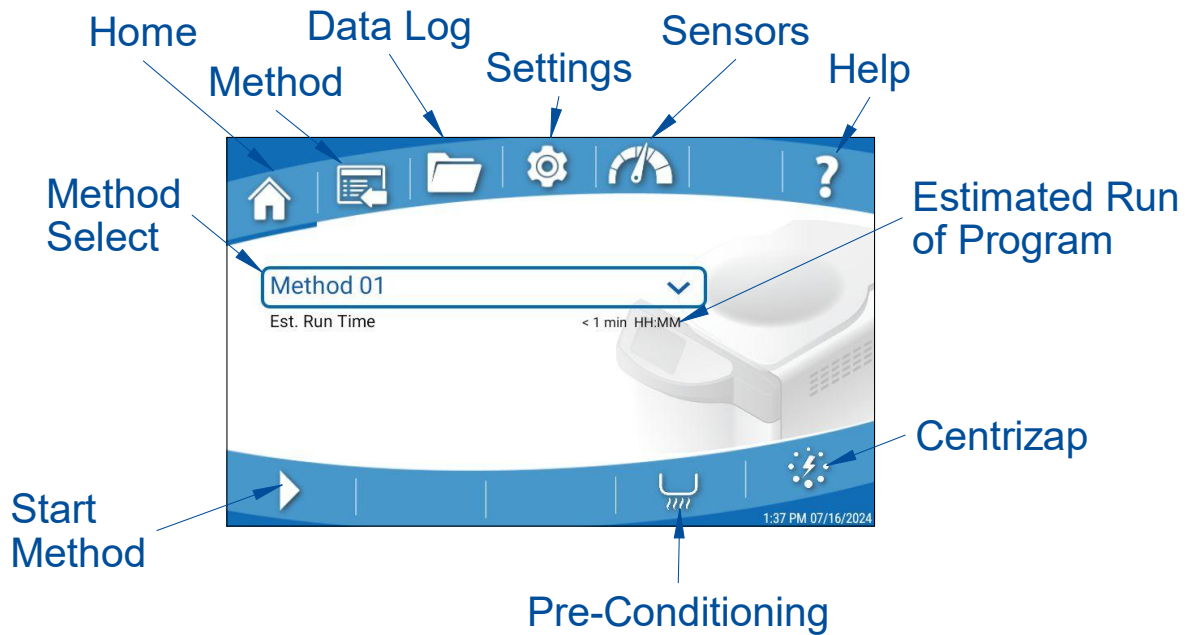 Home
Data Log
Sensors
Method
Settings
Help
Method
Select
Estimated Run
of Program
Method 01
Est. Run Time
< 1 min HH:MM
Centrizap
Start
Method
1:37 PM 07/16/2024
Pre-Conditioning